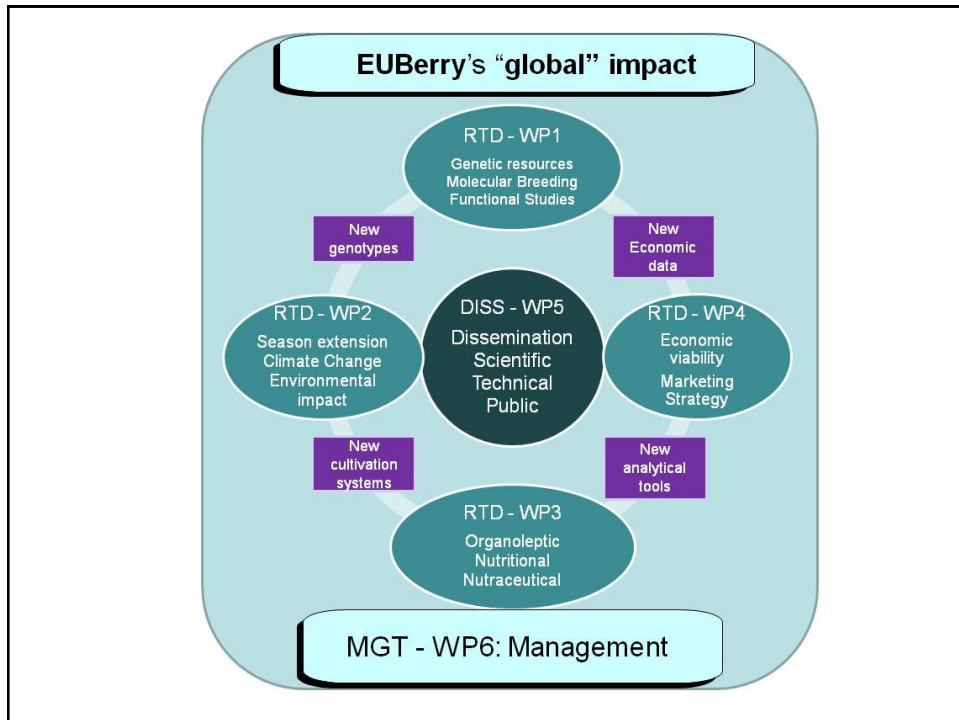 EUBerry's "global" impact
RTD - WP1
Genetic resources
Molecular Breeding
Functional Studies
New
genotypes
New
Economic
data
RTD - WP2
Season extension
Climate Change
Environmental
impact
DISS - WP5
Dissemination
Scientific
Technical
Public
RTD - WP4
Economic
viability
Marketing
Strategy
New
cultivation
systems
New
analytical
tools
RTD - WP3
Organoleptic
Nutritional
Nutraceutical
MGT - WP6: Management